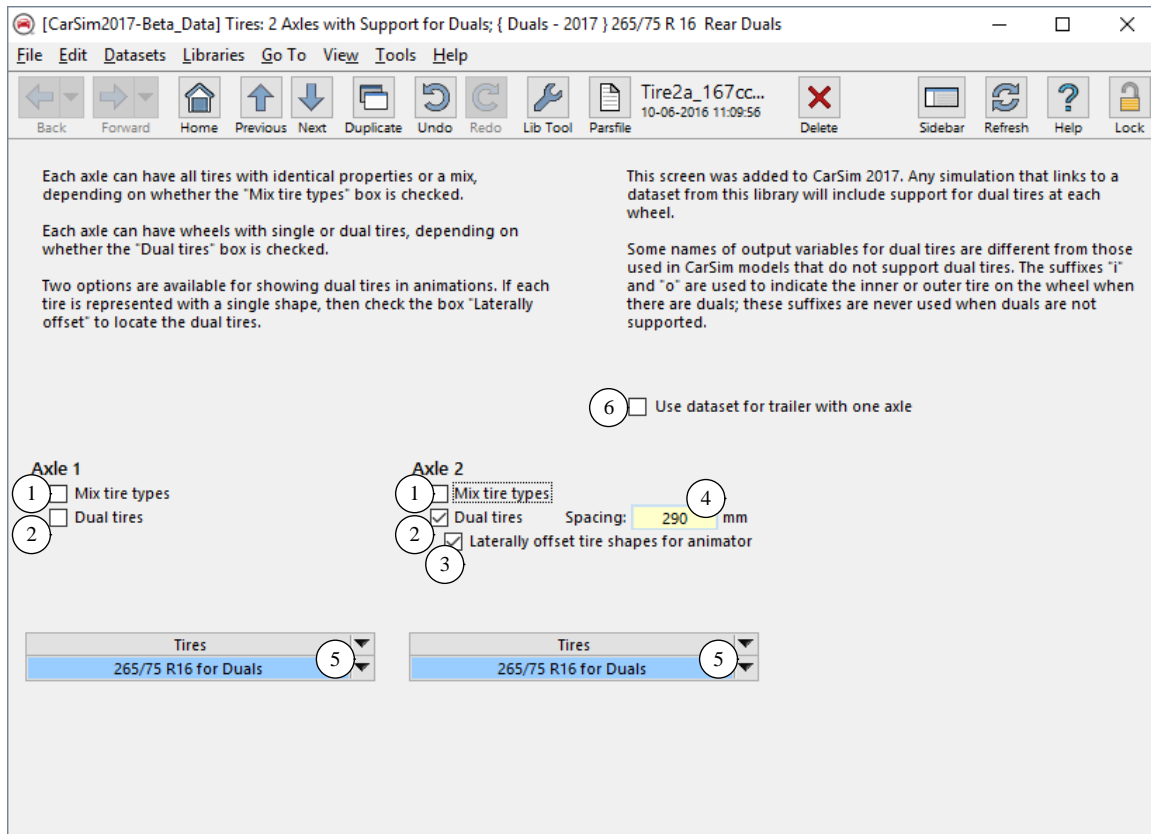 [CarSim2017-Beta_Data] Tires: 2 Axles with Support for Duals; { Duals - 2017 } 265/75 R 16  Rear Duals
File Edit Datasets Libraries Go To View Tools Help
Back Forward Home Previous Next Duplicate Undo Redo Lib Tool Parsfile
Tire2a_167cc...
10-06-2016 11:09:56
Delete Sidebar Refresh Help Lock
Each axle can have all tires with identical properties or a mix,
depending on whether the "Mix tire types" box is checked.
Each axle can have wheels with single or dual tires, depending on
whether the "Dual tires" box is checked.
Two options are available for showing dual tires in animations. If each
tire is represented with a single shape, then check the box "Laterally
offset" to locate the dual tires.
This screen was added to CarSim 2017. Any simulation that links to a
dataset from this library will include support for dual tires at each
wheel.
Some names of output variables for dual tires are different from those
used in CarSim models that do not support dual tires. The suffixes "i"
and "o" are used to indicate the inner or outer tire on the wheel when
there are duals; these suffixes are never used when duals are not
supported.
6 Use dataset for trailer with one axle
Axle 1
1 Mix tire types
2 Dual tires
Axle 2
1 Mix tire types
2 Dual tires Spacing: 290 mm 4
3 Laterally offset tire shapes for animator
Tires
265/75 R16 for Duals 5
Tires
265/75 R16 for Duals 5